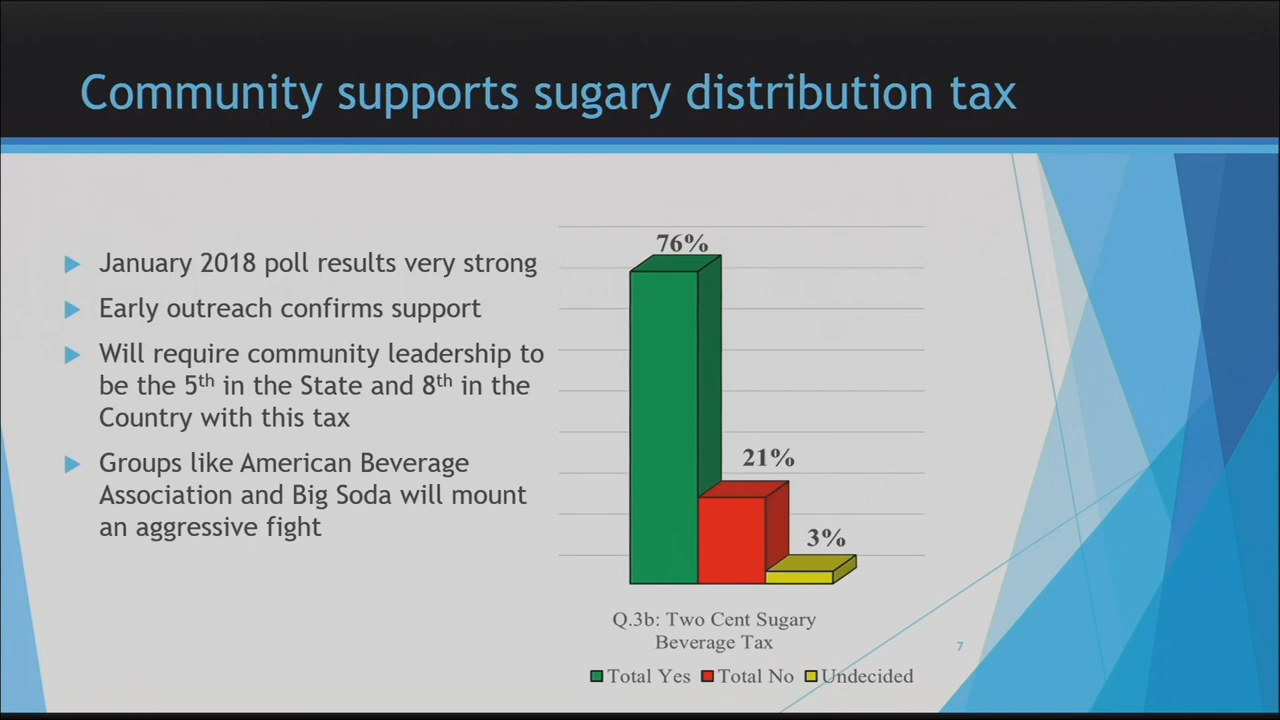 Community supports sugary distribution tax
January 2018 poll results very strong
Early outreach confirms support
Will require community leadership to
be the 5th in the State and 8th in the
Country with this tax
Groups like American Beverage
Association and Big Soda will mount
an aggressive fight
76%
21%
3%
Q.3b: Two Cent Sugary
Beverage Tax
Total Yes Total No Undecided
7